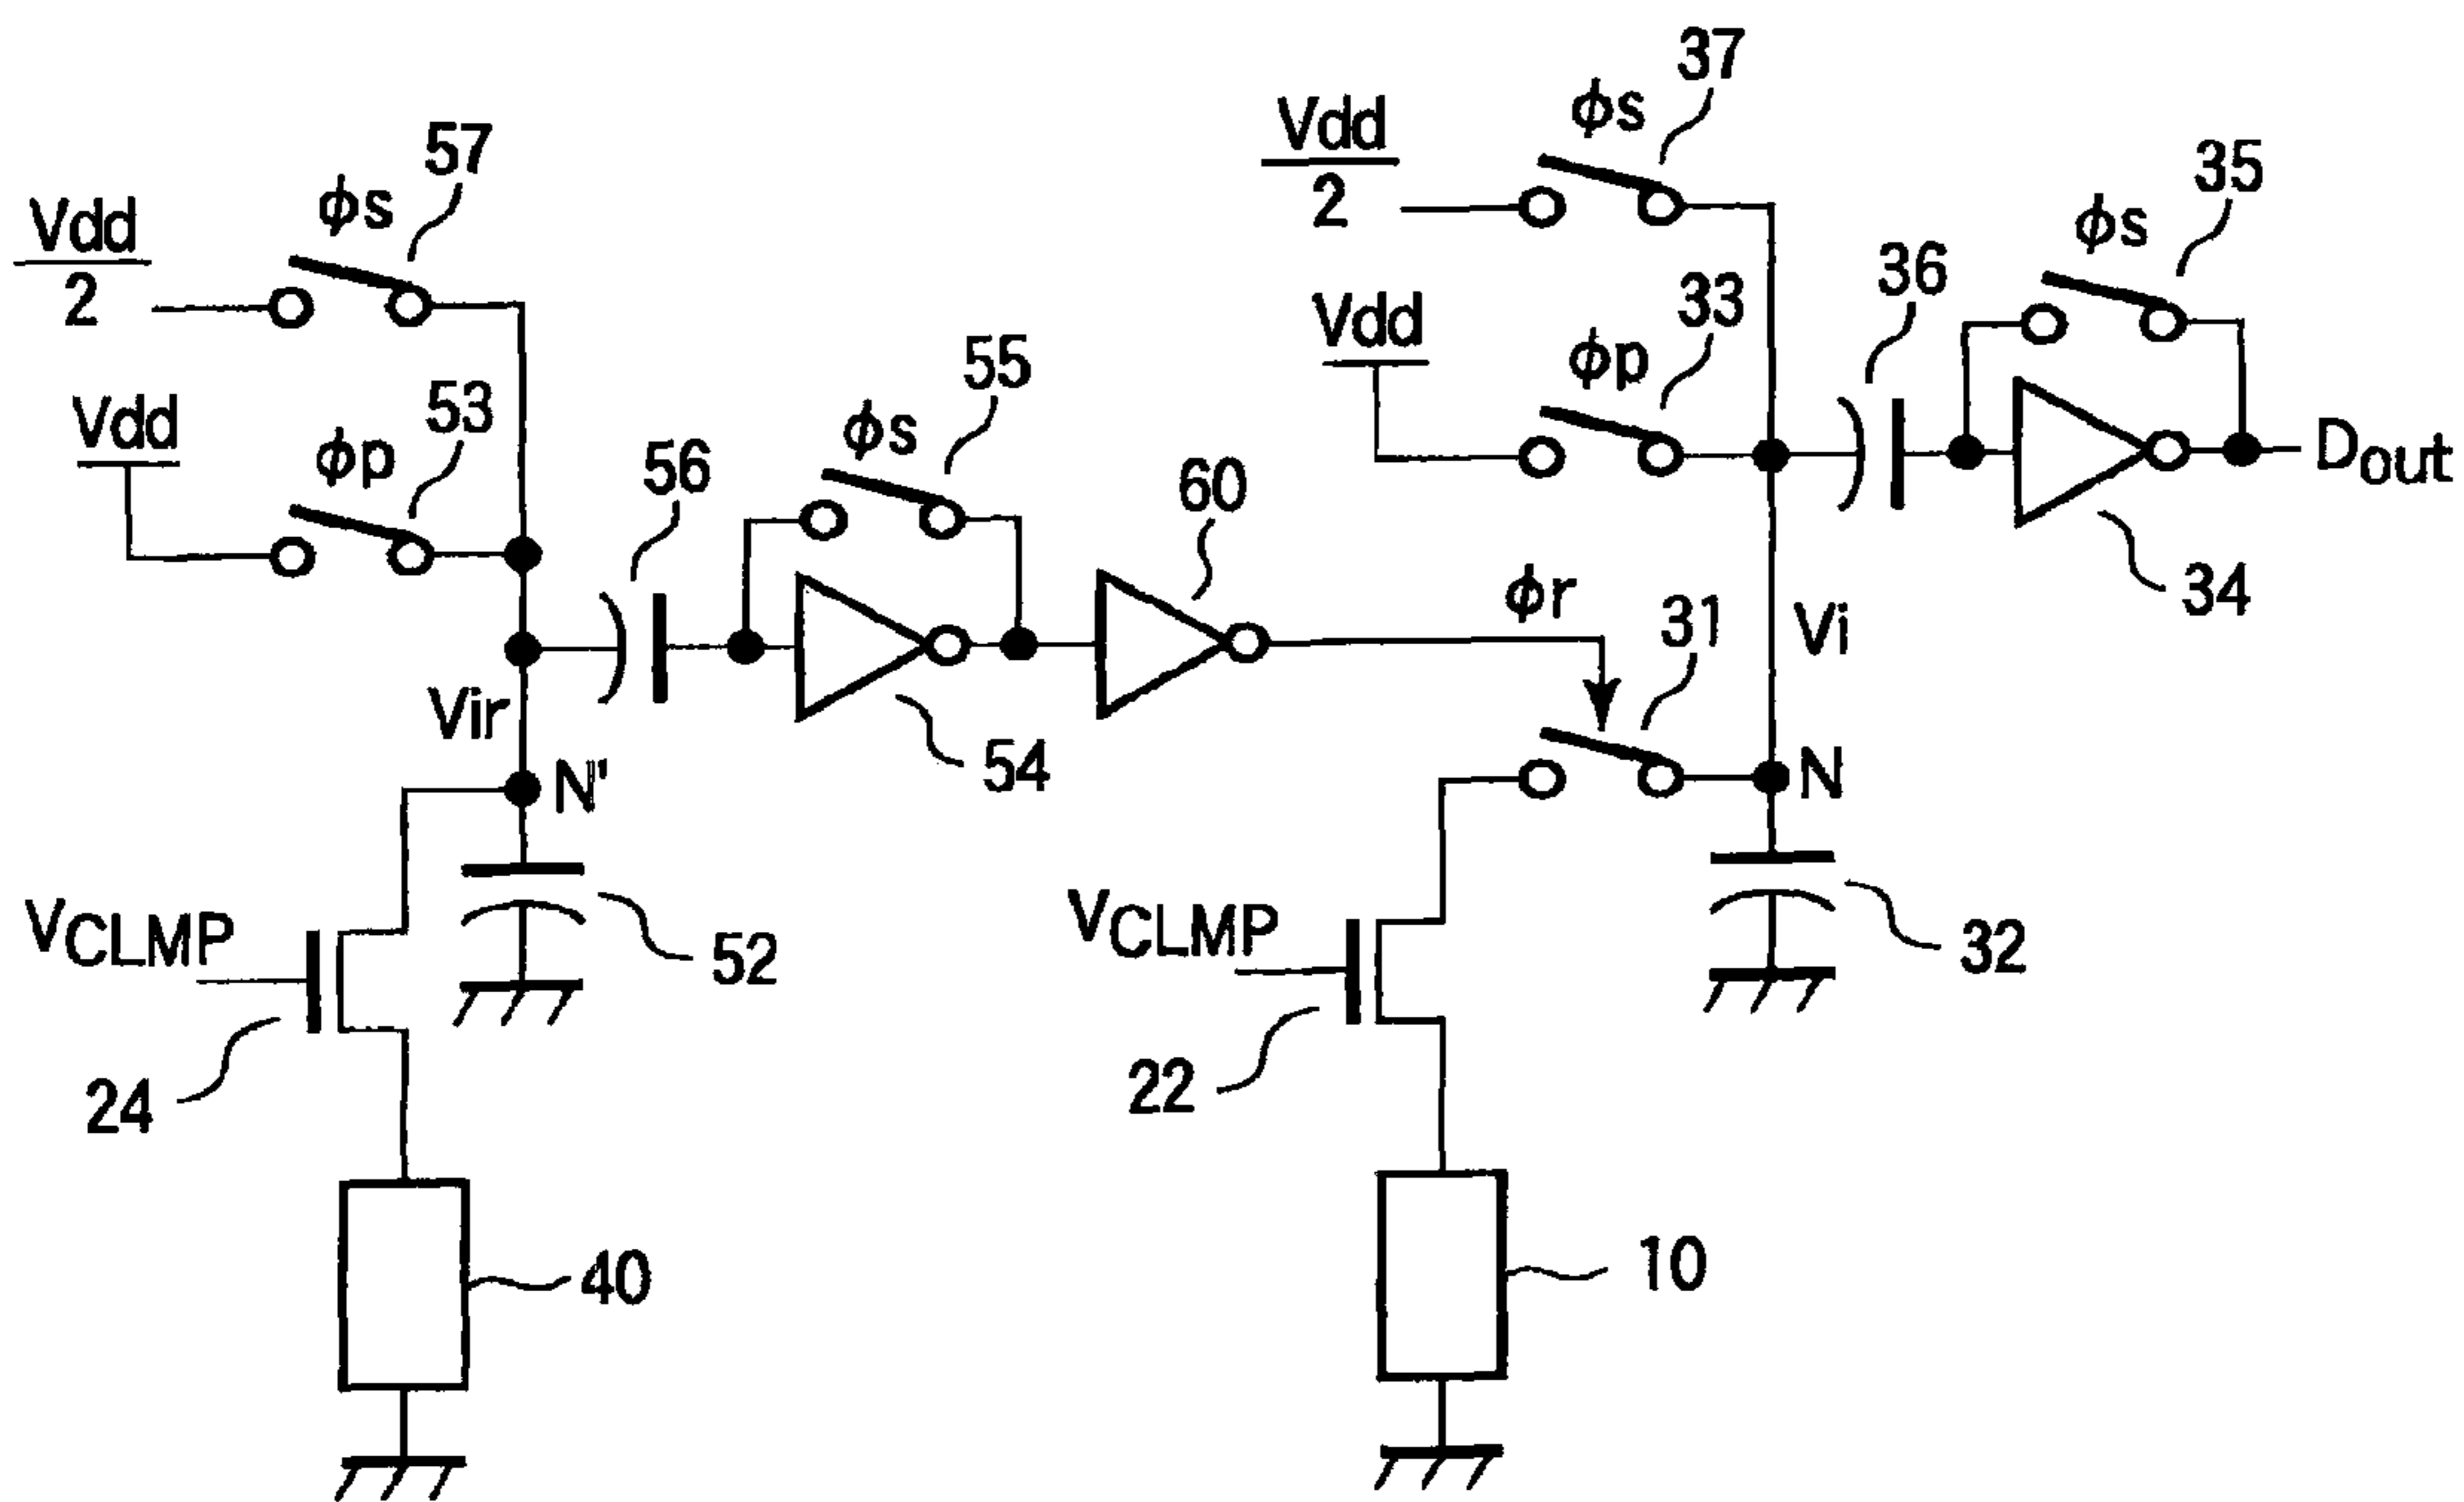 37
Vdd
2
ϕs
57
Vdd
2
ϕs
35
ϕs
36
33
Vdd
ϕp
55
ϕs
53
Vdd
ϕp
56
60
Dout
ϕr
31
34
Vi
Vir
54
N'
N
VCLMP
52
VCLMP
32
24
22
40
10